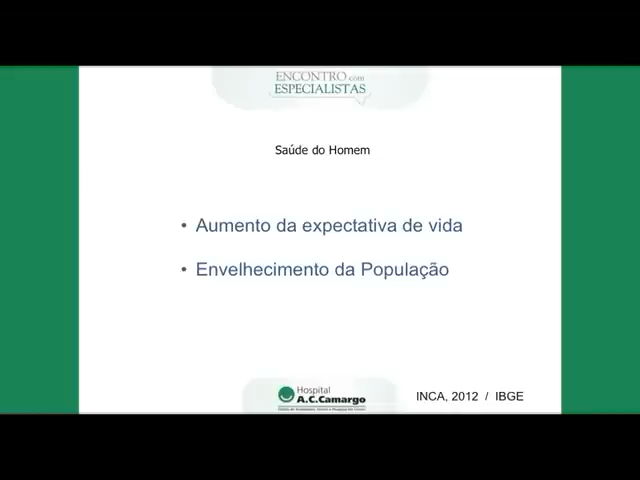 ENCONTRO com
ESPECIALISTAS
Saúde do Homem
• Aumento da expectativa de vida
• Envelhecimento da População
Hospital
A.C.Camargo
INCA, 2012 / IBGE